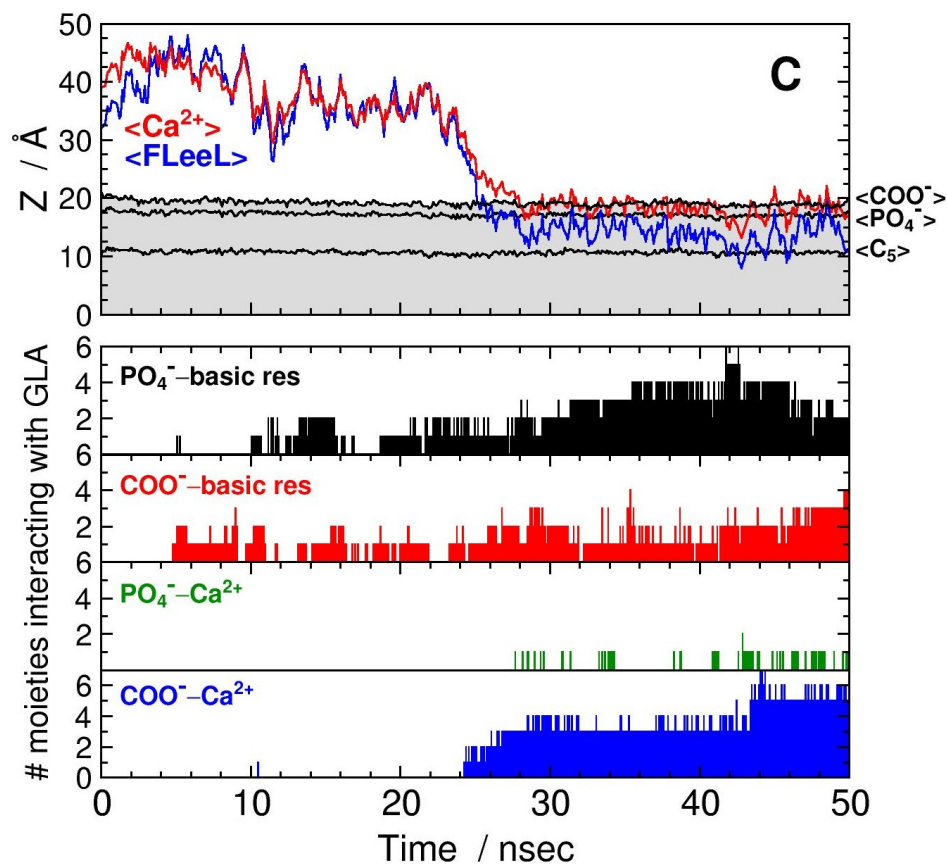 50
C
40
<Ca²⁺>
30
<FLeeL>
Z / Å
20
<COO⁻>
<PO₄⁻>
10
<C₅>
0
# moieties interacting with GLA
6
PO₄⁻–basic res
4
2
6
COO⁻–basic res
4
2
6
PO₄⁻–Ca²⁺
4
2
6
COO⁻–Ca²⁺
4
2
0
0 10 20 30 40 50
Time / nsec